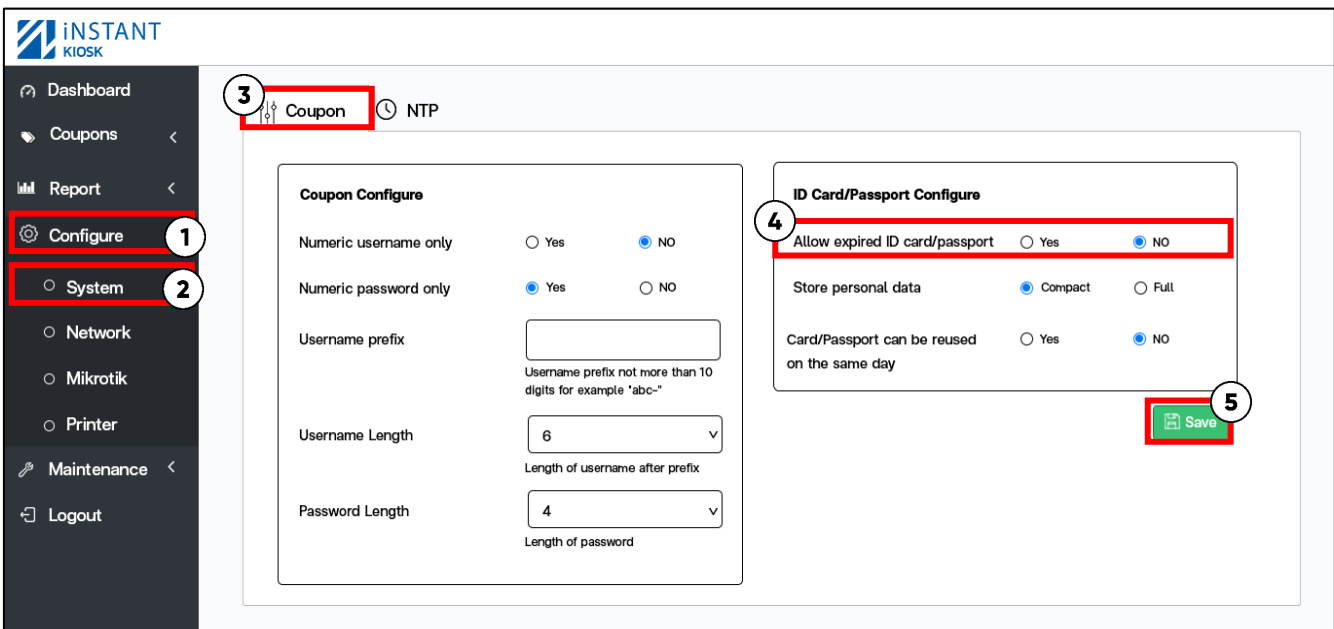 iNSTANT
KIOSK
Dashboard
Coupons
Report
Configure
1
System
2
Network
Mikrotik
Printer
Maintenance
Logout
3
Coupon
NTP
Coupon Configure
Numeric username only
Yes
NO
Numeric password only
Yes
NO
Username prefix
Username prefix not more than 10
digits for example "abc-"
Username Length
6
Length of username after prefix
Password Length
4
Length of password
ID Card/Passport Configure
4
Allow expired ID card/passport
Yes
NO
Store personal data
Compact
Full
Card/Passport can be reused
on the same day
Yes
NO
5
Save